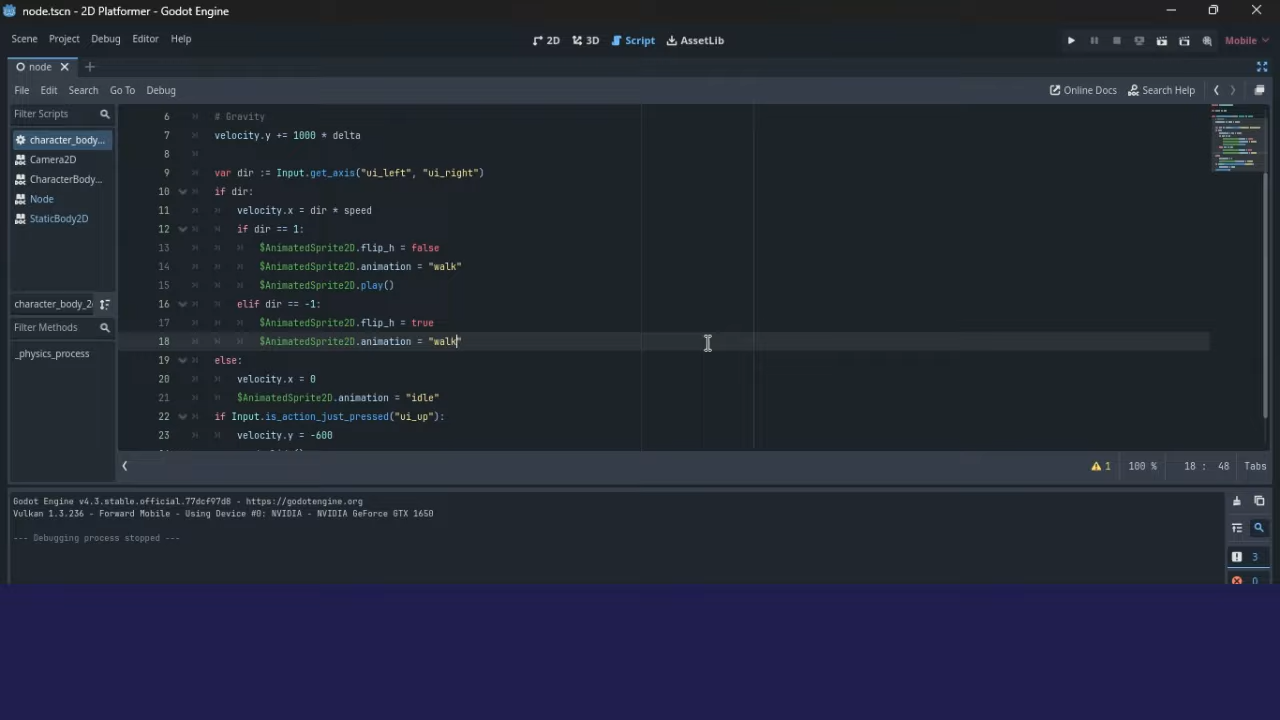 node.tscn - 2D Platformer - Godot Engine
Scene Project Debug Editor Help
2D 3D Script AssetLib
Mobile
node
File Edit Search Go To Debug
Online Docs Search Help
Filter Scripts
character_body...
Camera2D
CharacterBody...
Node
StaticBody2D
character_body_2
Filter Methods
_physics_process
6 # Gravity
7 velocity.y += 1000 * delta
8
9 var dir := Input.get_axis("ui_left", "ui_right")
10 if dir:
11 velocity.x = dir * speed
12 if dir == 1:
13 $AnimatedSprite2D.flip_h = false
14 $AnimatedSprite2D.animation = "walk"
15 $AnimatedSprite2D.play()
16 elif dir == -1:
17 $AnimatedSprite2D.flip_h = true
18 $AnimatedSprite2D.animation = "walk"
19 else:
20 velocity.x = 0
21 $AnimatedSprite2D.animation = "idle"
22 if Input.is_action_just_pressed("ui_up"):
23 velocity.y = -600
1 100 % 18 : 48 Tabs
Godot Engine v4.3.stable.official.77dcf97d8 - https://godotengine.org
Vulkan 1.3.236 - Forward Mobile - Using Device #0: NVIDIA - NVIDIA GeForce GTX 1650
--- Debugging process stopped ---
3
0